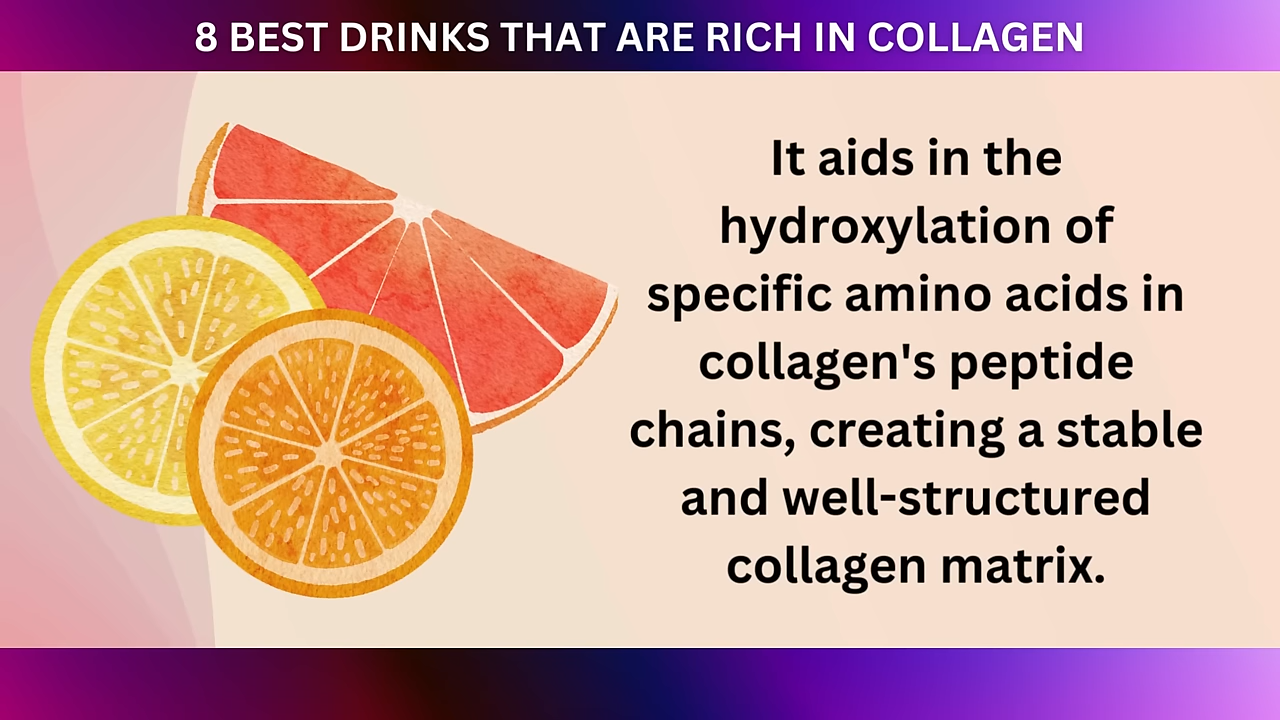 8 BEST DRINKS THAT ARE RICH IN COLLAGEN
It aids in the
hydroxylation of
specific amino acids in
collagen's peptide
chains, creating a stable
and well-structured
collagen matrix.